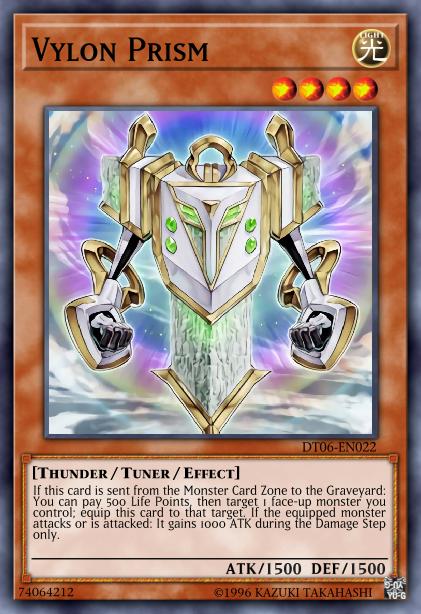 Vylon Prism
LIGHT
光
DT06-EN022
[Thunder / Tuner / Effect]
If this card is sent from the Monster Card Zone to the Graveyard:
You can pay 500 Life Points, then target 1 face-up monster you
control; equip this card to that target. If the equipped monster
attacks or is attacked: It gains 1000 ATK during the Damage Step
only.
ATK/1500 DEF/1500
74064212
©1996 KAZUKI TAKAHASHI